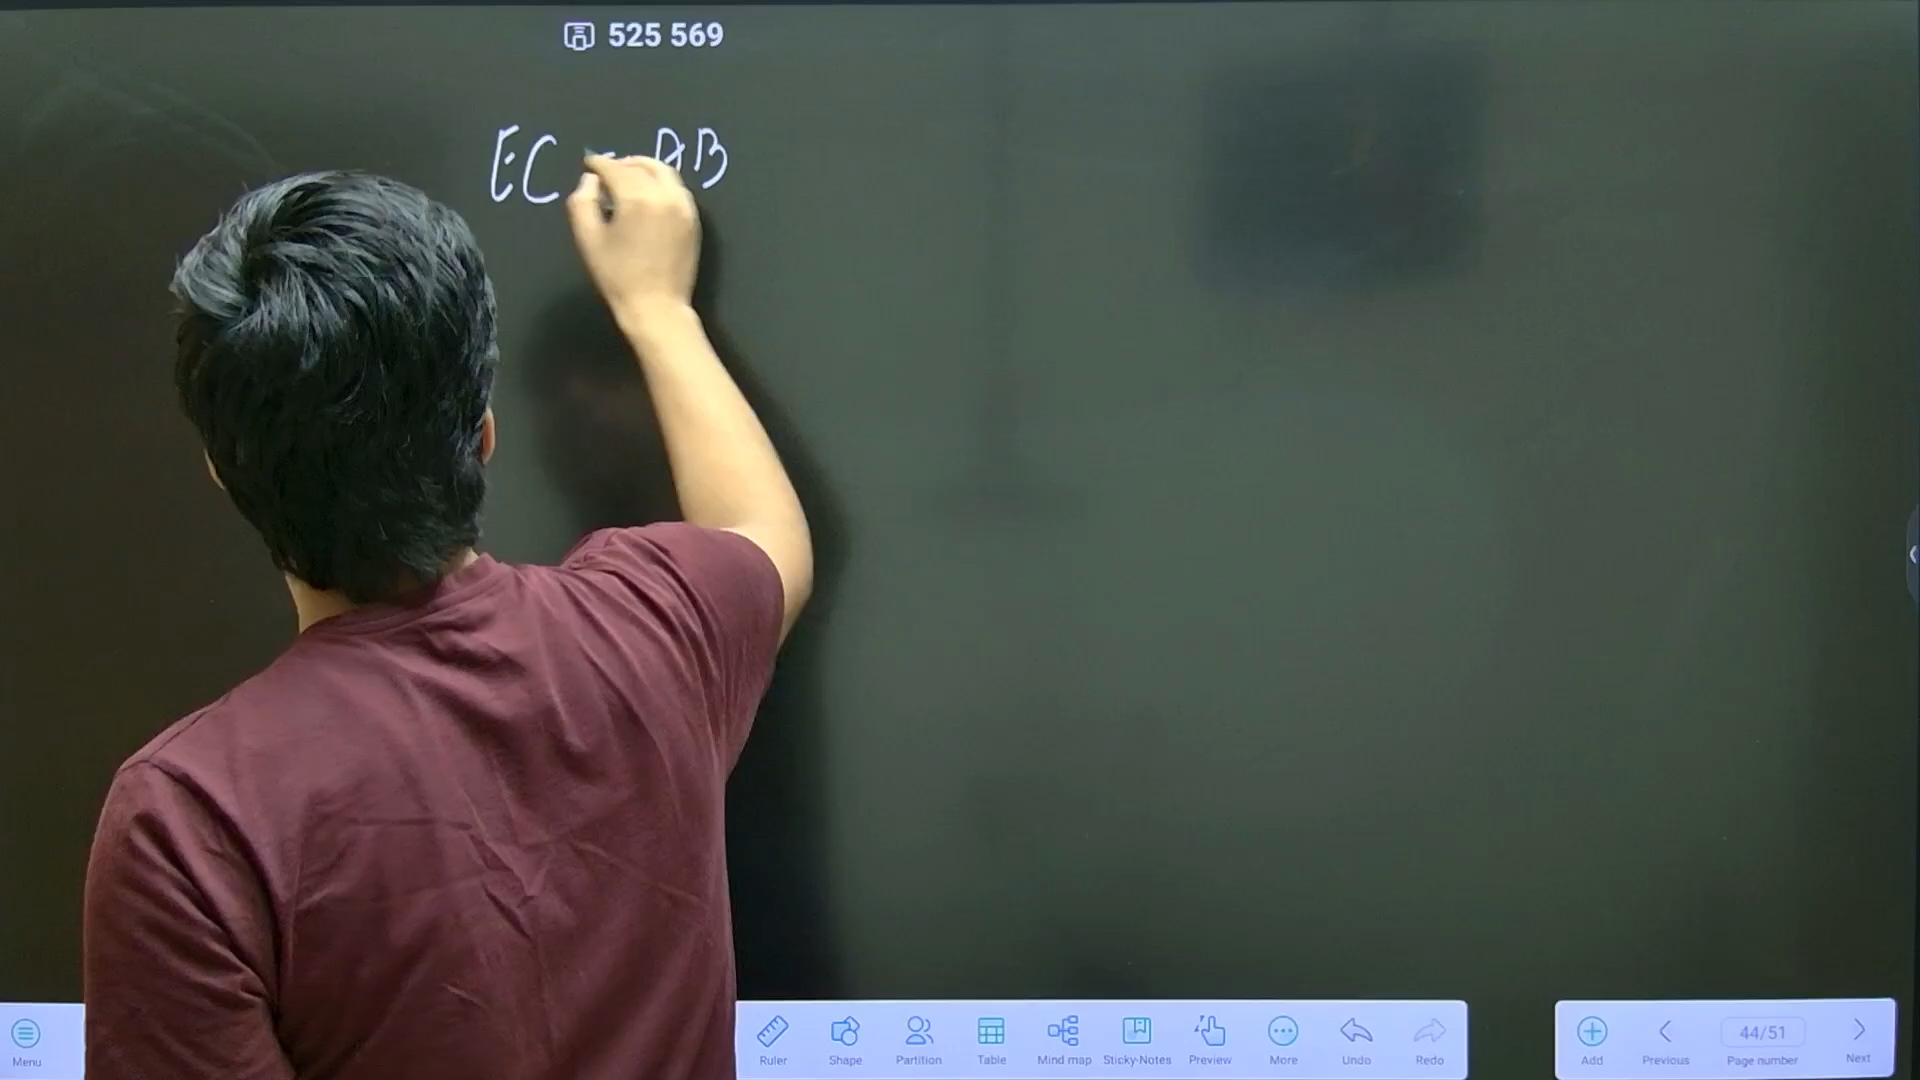 525 569
EC = AB
Menu
Ruler Shape Partition Table Mind map Sticky-Notes Preview More Undo Redo
Add Previous 44/51 Page number Next